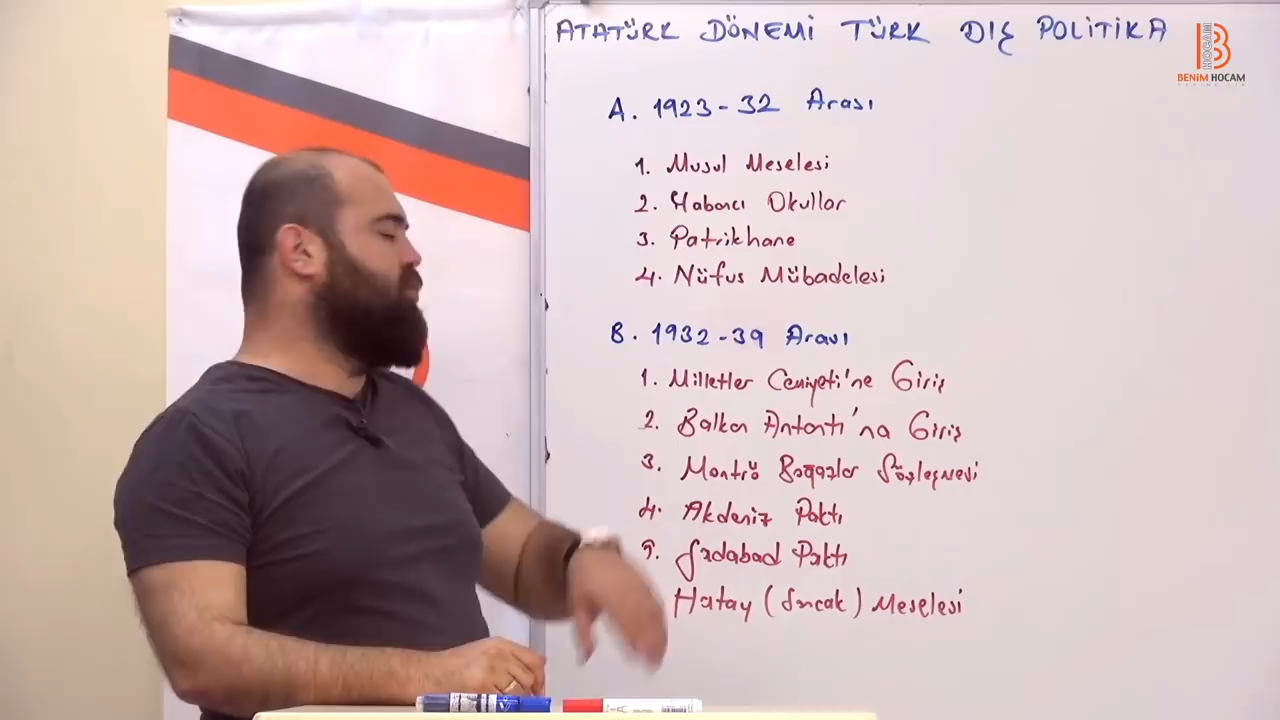 ATATÜRK DÖNEMİ TÜRK DIŞ POLİTİKA
BENİM HOCAM
A. 1923-32 Arası
1. Musul Meselesi
2. Yabancı Okullar
3. Patrikhane
4. Nüfus Mübadelesi
B. 1932-39 Arası
1. Milletler Cemiyeti'ne Giriş
2. Balkan Antantı'na Giriş
3. Montrö Boğazlar Sözleşmesi
4. Akdeniz Paktı
5. Sadabad Paktı
Hatay (Sancak) Meselesi